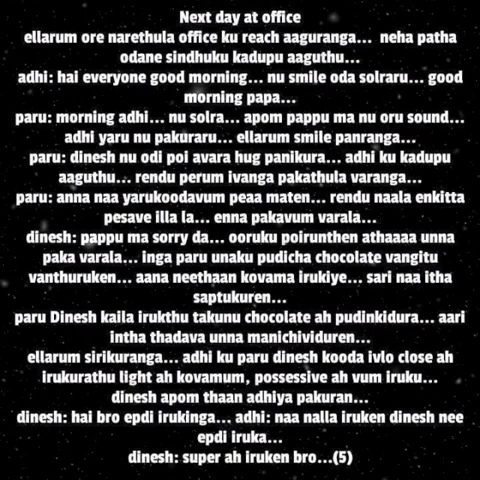 Next day at office
ellarum ore narethula office ku reach aaguranga... neha patha
odane sindhuku kadupu aaguthu...
adhi: hai everyone good morning... nu smile oda solraru... good
morning papa...
paru: morning adhi... nu solra... apom pappu ma nu oru sound...
adhi yaru nu pakuraru... ellarum smile panranga...
paru: dinesh nu odi poi avara hug panikura... adhi ku kadupu
aaguthu... rendu perum ivanga pakathula varanga...
paru: anna naa yarukoodavum peaa maten... rendu naala enkitta
pesave illa la... enna pakavum varala...
dinesh: pappu ma sorry da... ooruku poirunthen athaaaa unna
paka varala... inga paru unaku pudicha chocolate vangitu
vanthuruken... aana neethaan kovama irukiye... sari naa itha
saptukuren...
paru Dinesh kaila irukthu takunu chocolate ah pudinkidura... aari
intha thadava unna manichividuren...
ellarum sirikuranga... adhi ku paru dinesh kooda ivlo close ah
irukurathu light ah kovamum, possessive ah vum iruku...
dinesh apom thaan adhiya pakuran...
dinesh: hai bro epdi irukinga... adhi: naa nalla iruken dinesh nee
epdi iruka...
dinesh: super ah iruken bro...(5)